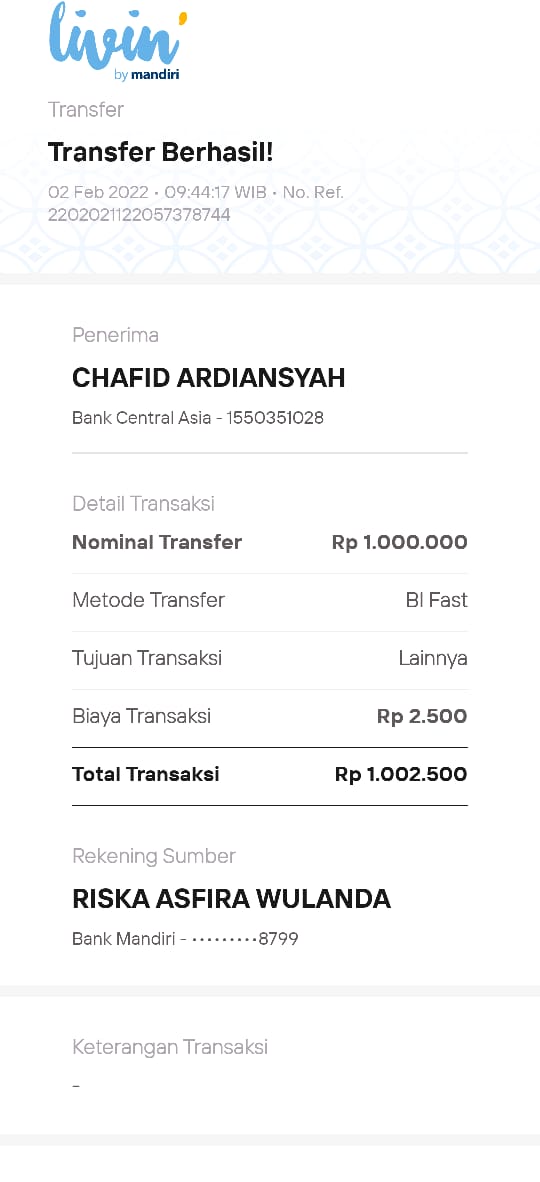 livin'
by mandiri
Transfer
Transfer Berhasil!
02 Feb 2022 • 09:44:17 WIB • No. Ref.
2202021122057378744
Penerima
CHAFID ARDIANSYAH
Bank Central Asia - 1550351028
Detail Transaksi
Nominal Transfer Rp 1.000.000
Metode Transfer BI Fast
Tujuan Transaksi Lainnya
Biaya Transaksi Rp 2.500
Total Transaksi Rp 1.002.500
Rekening Sumber
RISKA ASFIRA WULANDA
Bank Mandiri - •••••••••8799
Keterangan Transaksi
-